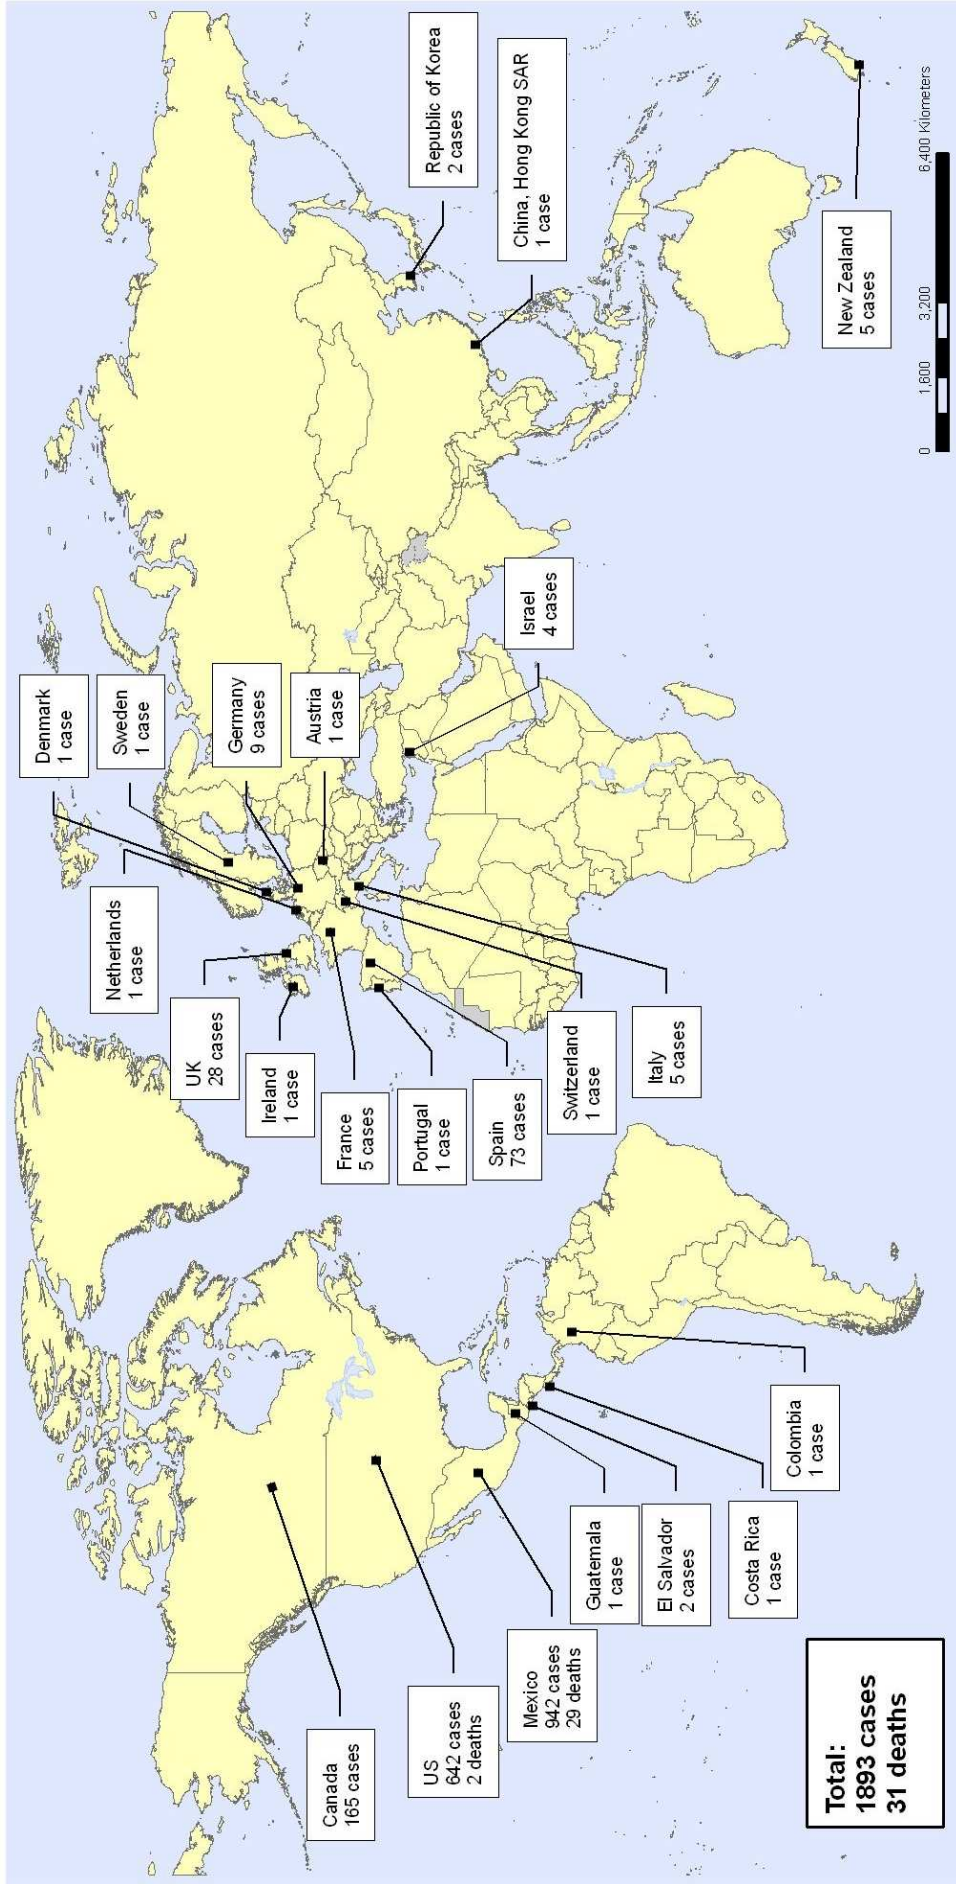 Canada
165 cases
US
642 cases
2 deaths
Mexico
942 cases
29 deaths
Guatemala
1 case
El Salvador
2 cases
Costa Rica
1 case
Colombia
1 case
Total:
1893 cases
31 deaths
Denmark
1 case
Sweden
1 case
Netherlands
1 case
Germany
9 cases
Austria
1 case
UK
28 cases
Ireland
1 case
France
5 cases
Portugal
1 case
Spain
73 cases
Switzerland
1 case
Italy
5 cases
Israel
4 cases
Republic of Korea
2 cases
China, Hong Kong SAR
1 case
New Zealand
5 cases
0 1,600 3,200 6,400 Kilometers